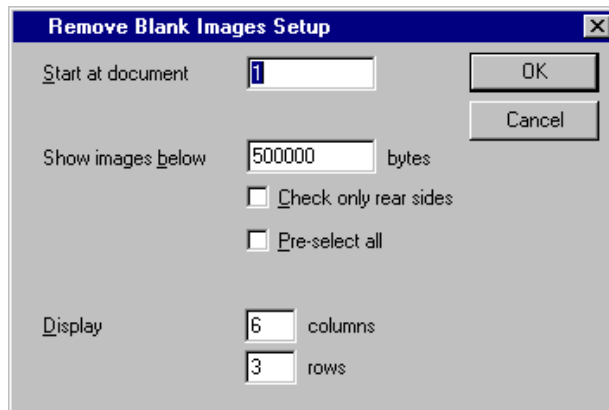 Remove Blank Images Setup
Start at document 1 OK
Cancel
Show images below 500000 bytes
Check only rear sides
Pre-select all
Display 6 columns
3 rows